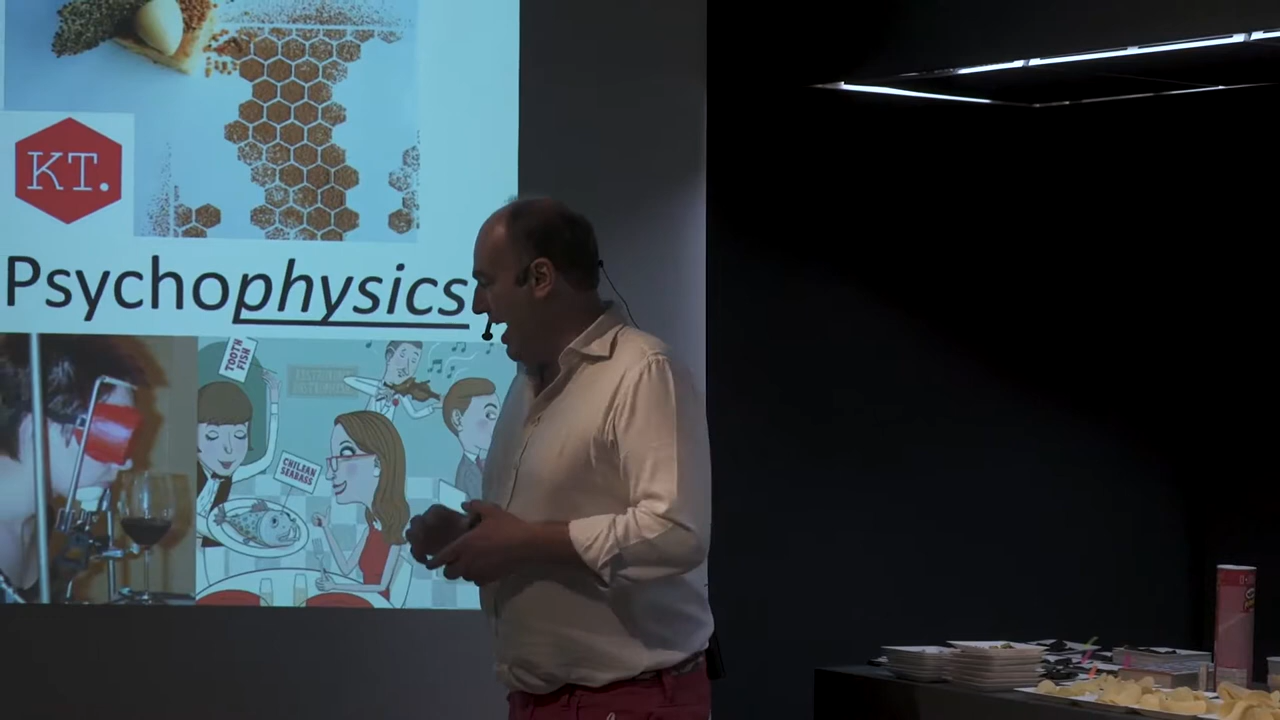 KT.
Psychophysics
TOOTH
FISH
CHILEAN
SEABASS